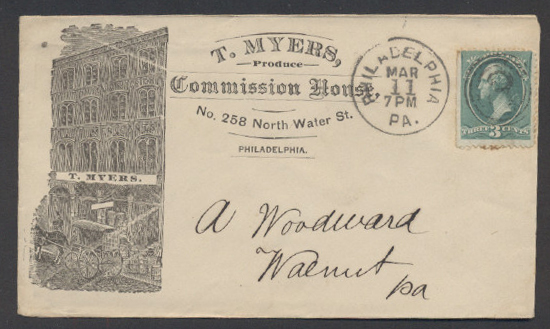 T. MYERS,
Produce
Commission House,
No. 258 North Water St.
PHILADELPHIA.
PHILADELPHIA
MAR
11
7PM
PA.
THREE 3 CENTS
T. MYERS.
A Woodward
Walnut
pa